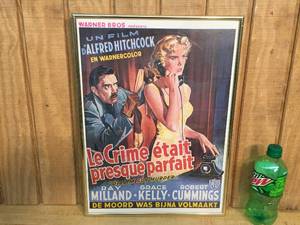 WARNER BROS.
UN FILM
D'ALFRED HITCHCOCK
EN WARNERCOLOR
Le Crime était
presque parfait
RAY GRACE ROBERT
MILLAND-KELLY-CUMMINGS
DE MOORD WAS BIJNA VOLMAAKT